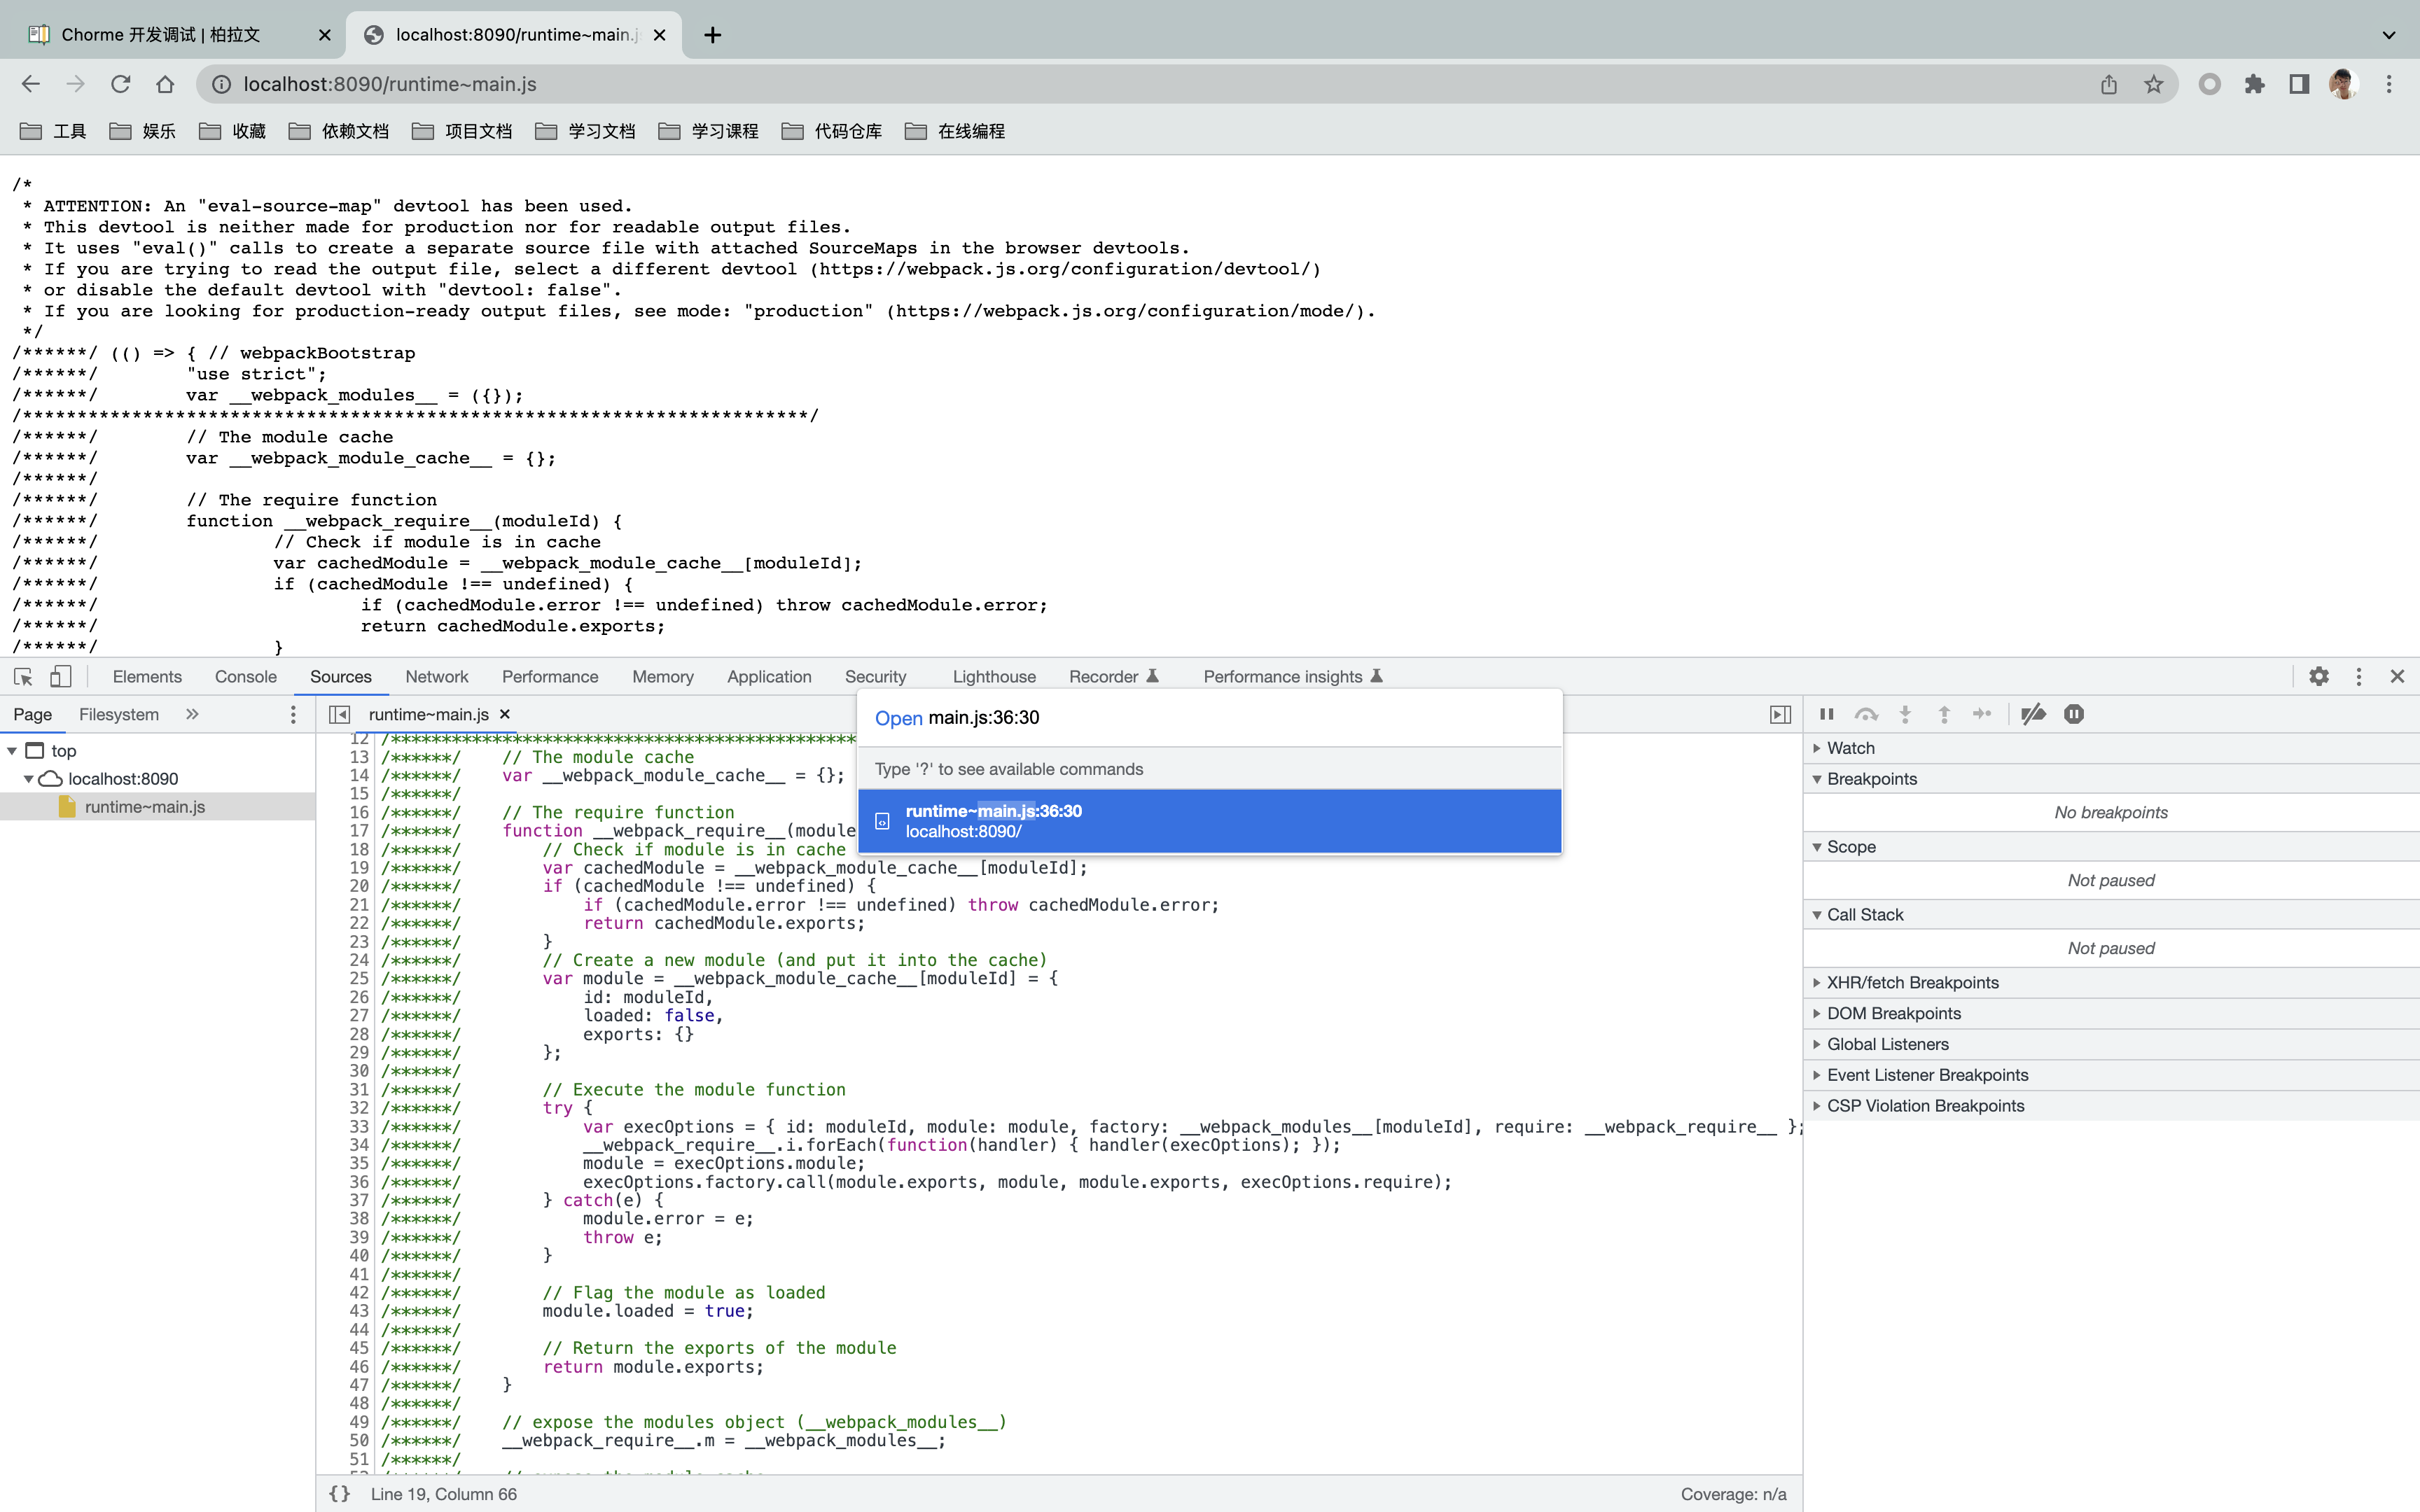 Chorme 开发调试 | 柏拉文
localhost:8090/runtime~main.j
localhost:8090/runtime~main.js
工具 娱乐 收藏 依赖文档 项目文档 学习文档 学习课程 代码仓库 在线编程
/*
 * ATTENTION: An "eval-source-map" devtool has been used.
 * This devtool is neither made for production nor for readable output files.
 * It uses "eval()" calls to create a separate source file with attached SourceMaps in the browser devtools.
 * If you are trying to read the output file, select a different devtool (https://webpack.js.org/configuration/devtool/)
 * or disable the default devtool with "devtool: false".
 * If you are looking for production-ready output files, see mode: "production" (https://webpack.js.org/configuration/mode/).
 */
/******/ (() => { // webpackBootstrap
/******/ 	"use strict";
/******/ 	var __webpack_modules__ = ({});
/************************************************************************/
/******/ 	// The module cache
/******/ 	var __webpack_module_cache__ = {};
/******/
/******/ 	// The require function
/******/ 	function __webpack_require__(moduleId) {
/******/ 		// Check if module is in cache
/******/ 		var cachedModule = __webpack_module_cache__[moduleId];
/******/ 		if (cachedModule !== undefined) {
/******/ 			if (cachedModule.error !== undefined) throw cachedModule.error;
/******/ 			return cachedModule.exports;
/******/ 		}
Elements Console Sources Network Performance Memory Application Security Lighthouse Recorder Performance insights
Page Filesystem
top
localhost:8090
runtime~main.js
runtime~main.js
Open main.js:36:30
Type '?' to see available commands
runtime~main.js:36:30
localhost:8090/
12 /******************************************
13 /******/ // The module cache
14 /******/ var __webpack_module_cache__ = {};
15 /******/
16 /******/ // The require function
17 /******/ function __webpack_require__(module
18 /******/ // Check if module is in cache
19 /******/ var cachedModule = __webpack_module_cache__[moduleId];
20 /******/ if (cachedModule !== undefined) {
21 /******/ if (cachedModule.error !== undefined) throw cachedModule.error;
22 /******/ return cachedModule.exports;
23 /******/ }
24 /******/ // Create a new module (and put it into the cache)
25 /******/ var module = __webpack_module_cache__[moduleId] = {
26 /******/ id: moduleId,
27 /******/ loaded: false,
28 /******/ exports: {}
29 /******/ };
30 /******/
31 /******/ // Execute the module function
32 /******/ try {
33 /******/ var execOptions = { id: moduleId, module: module, factory: __webpack_modules__[moduleId], require: __webpack_require__ };
34 /******/ __webpack_require__.i.forEach(function(handler) { handler(execOptions); });
35 /******/ module = execOptions.module;
36 /******/ execOptions.factory.call(module.exports, module, module.exports, execOptions.require);
37 /******/ } catch(e) {
38 /******/ module.error = e;
39 /******/ throw e;
40 /******/ }
41 /******/
42 /******/ // Flag the module as loaded
43 /******/ module.loaded = true;
44 /******/
45 /******/ // Return the exports of the module
46 /******/ return module.exports;
47 /******/ }
48 /******/
49 /******/ // expose the modules object (__webpack_modules__)
50 /******/ __webpack_require__.m = __webpack_modules__;
51 /******/
{} Line 19, Column 66
Coverage: n/a
Watch
Breakpoints
No breakpoints
Scope
Not paused
Call Stack
Not paused
XHR/fetch Breakpoints
DOM Breakpoints
Global Listeners
Event Listener Breakpoints
CSP Violation Breakpoints